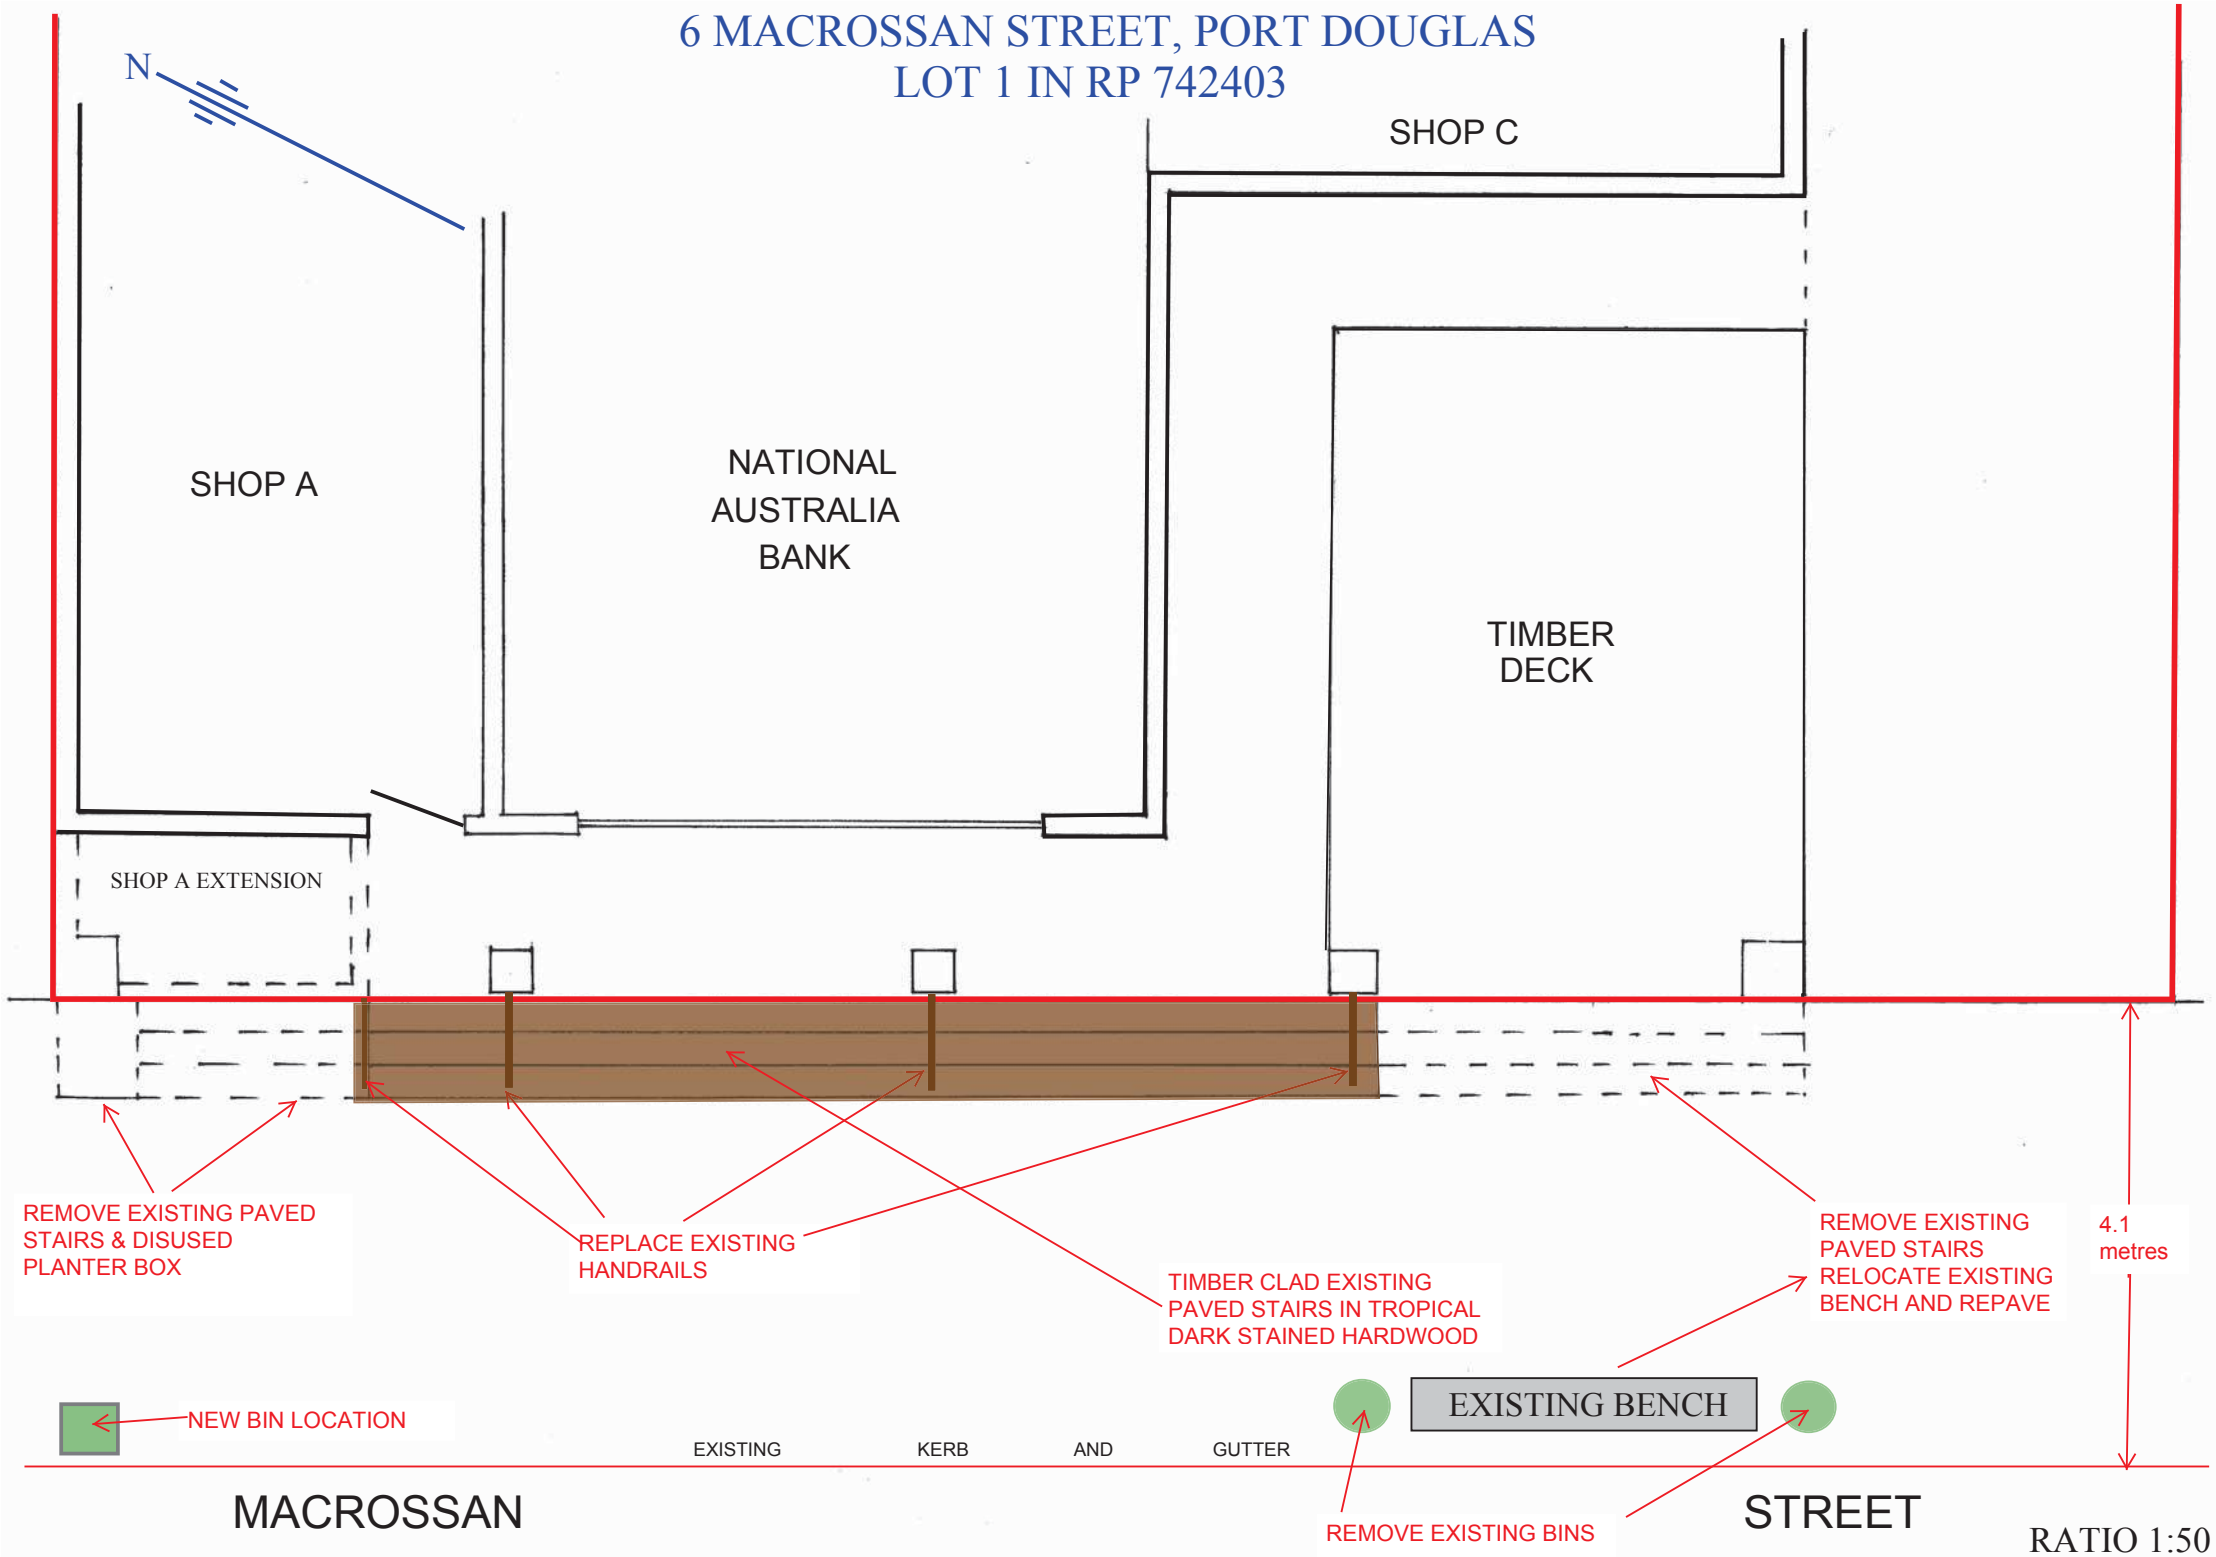 6 MACROSSAN STREET, PORT DOUGLAS
LOT 1 IN RP 742403
N
SHOP C
SHOP A
NATIONAL
AUSTRALIA
BANK
TIMBER
DECK
SHOP A EXTENSION
REMOVE EXISTING PAVED
STAIRS & DISUSED
PLANTER BOX
REPLACE EXISTING
HANDRAILS
TIMBER CLAD EXISTING
PAVED STAIRS IN TROPICAL
DARK STAINED HARDWOOD
REMOVE EXISTING
PAVED STAIRS
RELOCATE EXISTING
BENCH AND REPAVE
4.1
metres
NEW BIN LOCATION
EXISTING BENCH
EXISTING KERB AND GUTTER
MACROSSAN STREET
REMOVE EXISTING BINS
RATIO 1:50